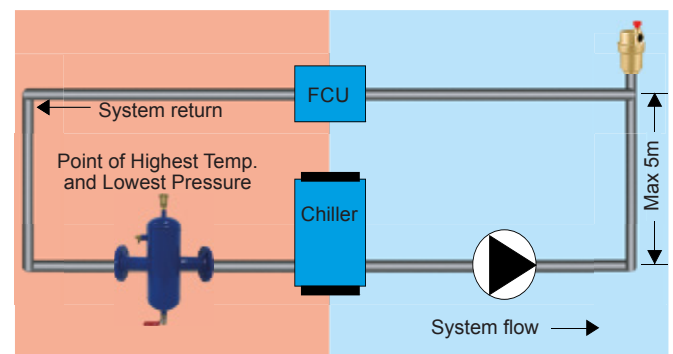 FCU
System return
Point of Highest Temp.
and Lowest Pressure
Chiller
Max 5m
System flow